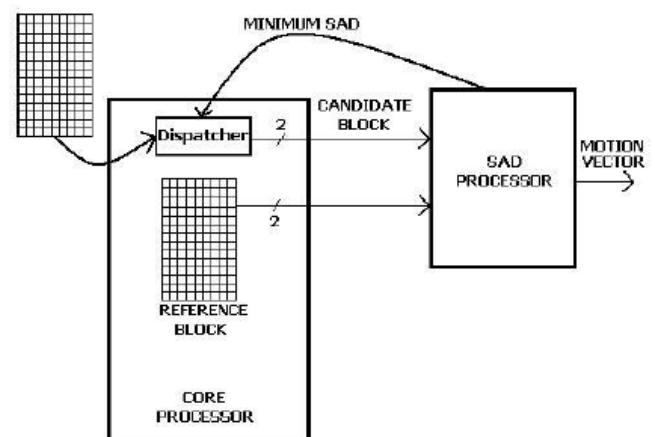 MINIMUM SAD
CANDIDATE
BLOCK
Dispatcher
2
SAD
PROCESSOR
MOTION
VECTOR
2
REFERENCE
BLOCK
CORE
PROCESSOR